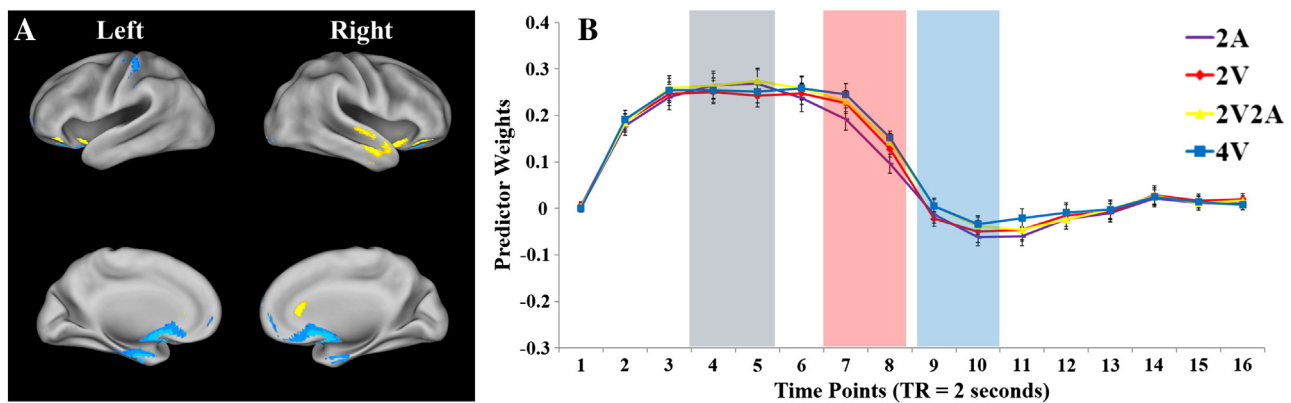 A
Left
Right
B
0.4
0.3
0.2
0.1
0
-0.1
-0.2
-0.3
Predictor Weights
1 2 3 4 5 6 7 8 9 10 11 12 13 14 15 16
Time Points (TR = 2 seconds)
2A
2V
2V2A
4V